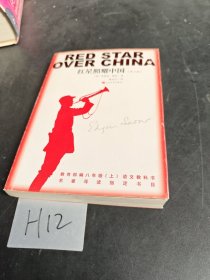 RED STAR
OVER CHINA
红星照耀中国
Edgar Snow
教育部编八年级(上)语文教科书
名著导读指定书目
H12